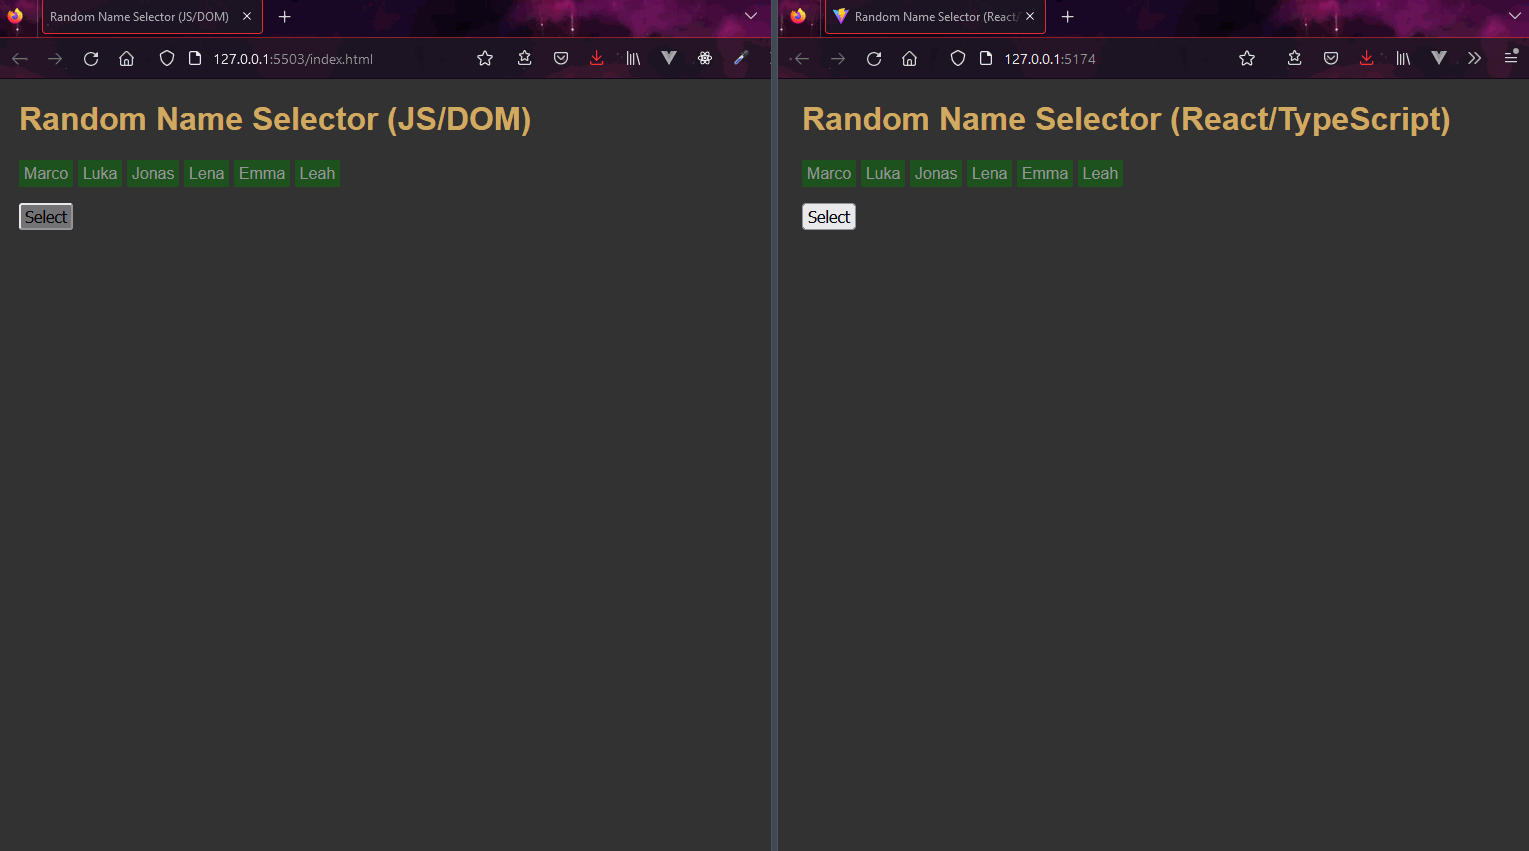 Random Name Selector (JS/DOM)
127.0.0.1:5503/index.html
Random Name Selector (JS/DOM)
Marco Luka Jonas Lena Emma Leah
Select
Random Name Selector (React/
127.0.0.1:5174
Random Name Selector (React/TypeScript)
Marco Luka Jonas Lena Emma Leah
Select